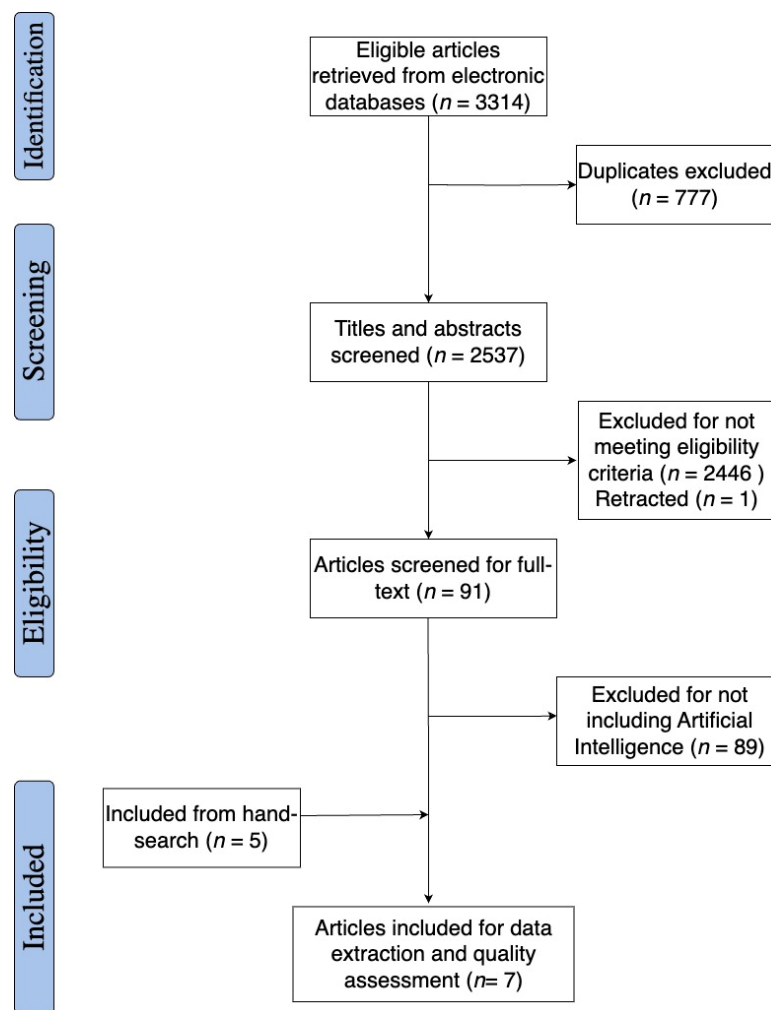 Identification
Eligible articles
retrieved from electronic
databases (n = 3314)
Duplicates excluded
(n = 777)
Screening
Titles and abstracts
screened (n = 2537)
Excluded for not
meeting eligibility
criteria (n = 2446 )
Retracted (n = 1)
Eligibility
Articles screened for full-
text (n = 91)
Excluded for not
including Artificial
Intelligence (n = 89)
Included
Included from hand-
search (n = 5)
Articles included for data
extraction and quality
assessment (n= 7)